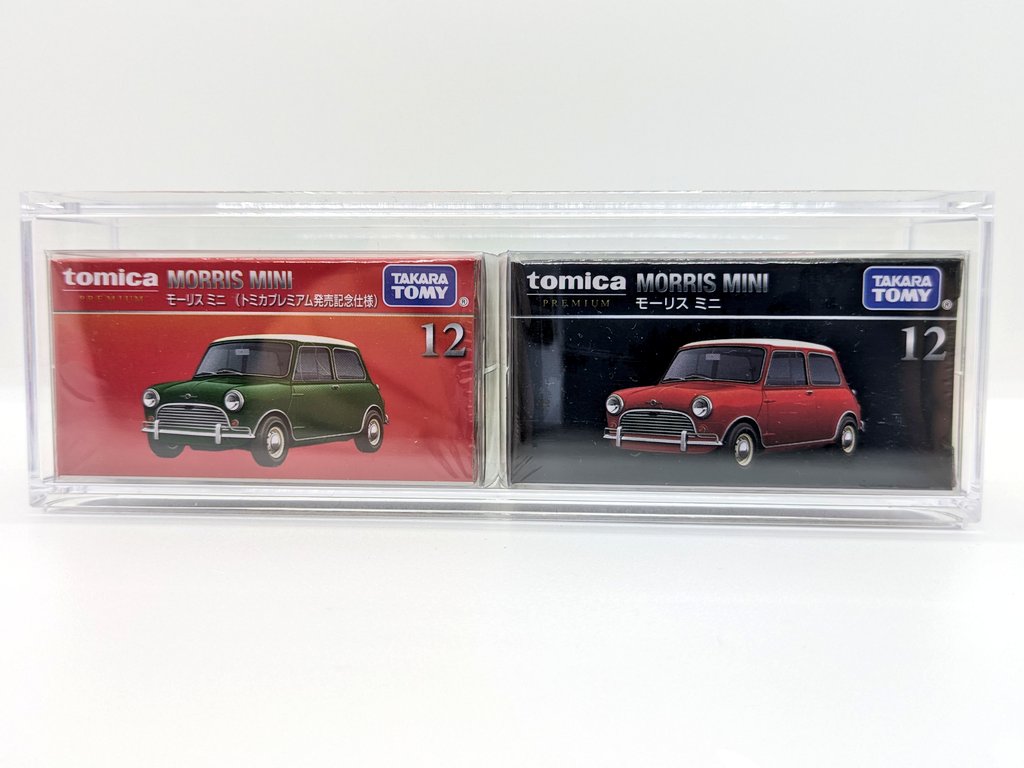 tomica MORRIS MINI
PREMIUM
モーリス ミニ (トミカプレミアム発売記念仕様)
TAKARA
TOMY
®
12
tomica MORRIS MINI
PREMIUM
モーリス ミニ
TAKARA
TOMY
®
12